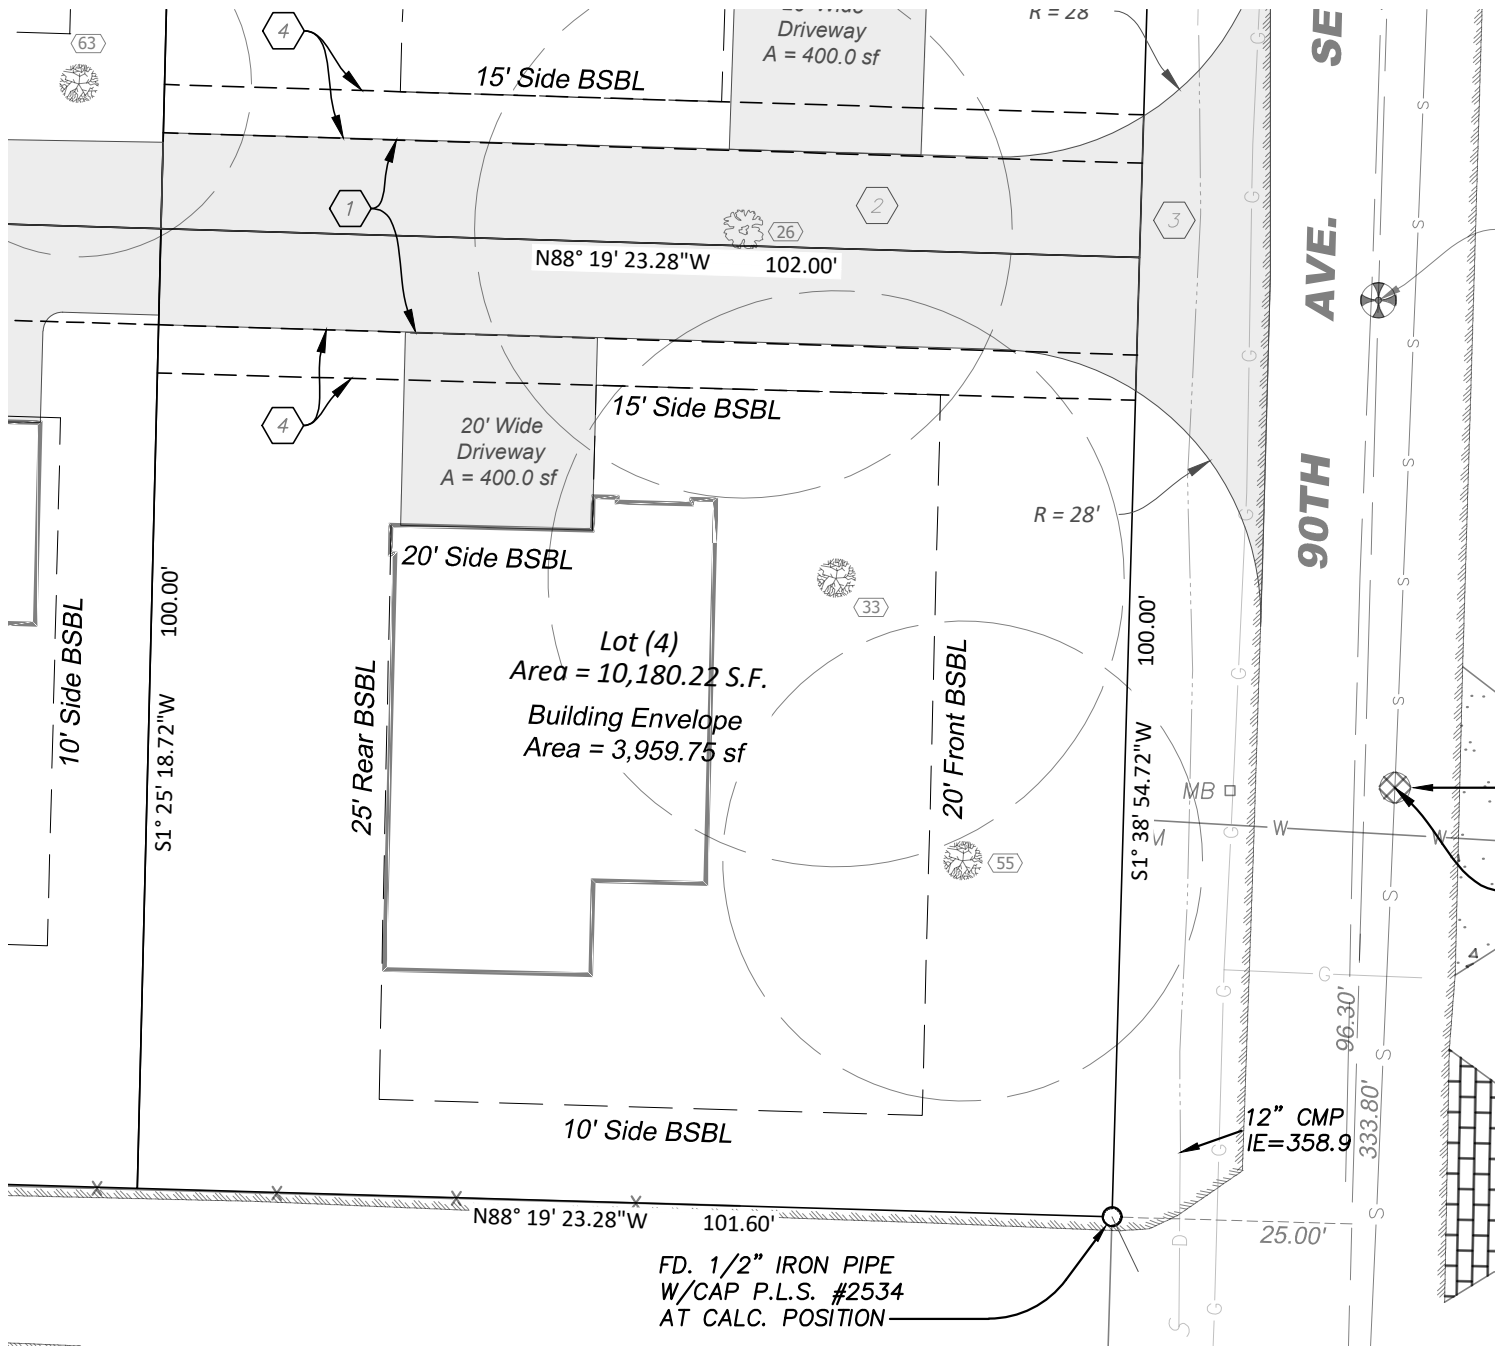 4
63
15' Side BSBL
20' Wide
Driveway
A = 400.0 sf
R = 28'
1
2
3
26
N88° 19' 23.28"W 102.00'
90TH AVE. SE
4
20' Wide
Driveway
A = 400.0 sf
15' Side BSBL
R = 28'
20' Side BSBL
33
10' Side BSBL
S1° 25' 18.72"W 100.00'
25' Rear BSBL
Lot (4)
Area = 10,180.22 S.F.
Building Envelope
Area = 3,959.75 sf
20' Front BSBL
S1° 38' 54.72"W 100.00'
MB
M
W
W
55
G
G
G
G
G
G
G
G
G
G
G
G
S
S
S
S
S
S
S
S
S
S
96.30'
333.80'
12" CMP
IE=358.9
10' Side BSBL
X X X X
N88° 19' 23.28"W 101.60'
25.00'
D
S
FD. 1/2" IRON PIPE
W/CAP P.L.S. #2534
AT CALC. POSITION